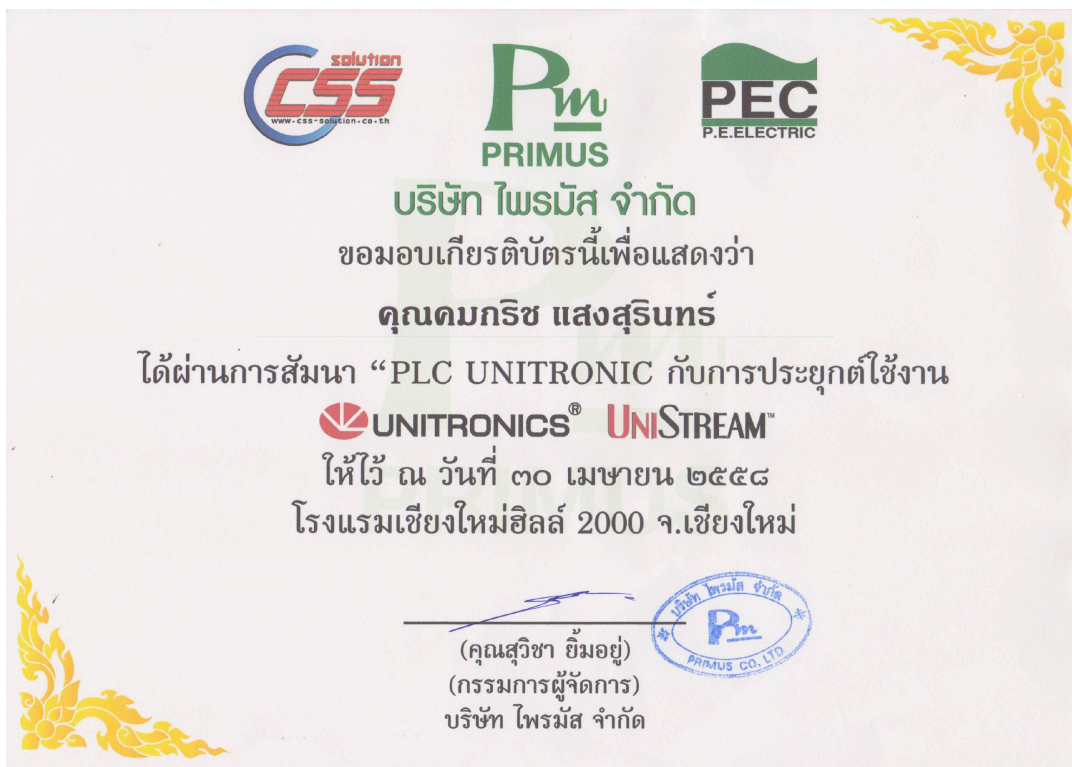 solution
CSS
www.css-solution.co.th
Pm
PRIMUS
PEC
P.E.ELECTRIC
บริษัท ไพรมัส จำกัด
ขอมอบเกียรติบัตรนี้เพื่อแสดงว่า
คุณคมกริช แสงสุรินทร์
ได้ผ่านการสัมนา “PLC UNITRONIC กับการประยุกต์ใช้งาน
UNITRONICS® UNISTREAM™
ให้ไว้ ณ วันที่ ๓๐ เมษายน ๒๕๕๘
โรงแรมเชียงใหม่ฮิลล์ 2000 จ.เชียงใหม่
(คุณสุวิชา ยิ้มอยู่)
(กรรมการผู้จัดการ)
บริษัท ไพรมัส จำกัด
บริษัท ไพรมัส จำกัด
Pm
PRIMUS CO., LTD.